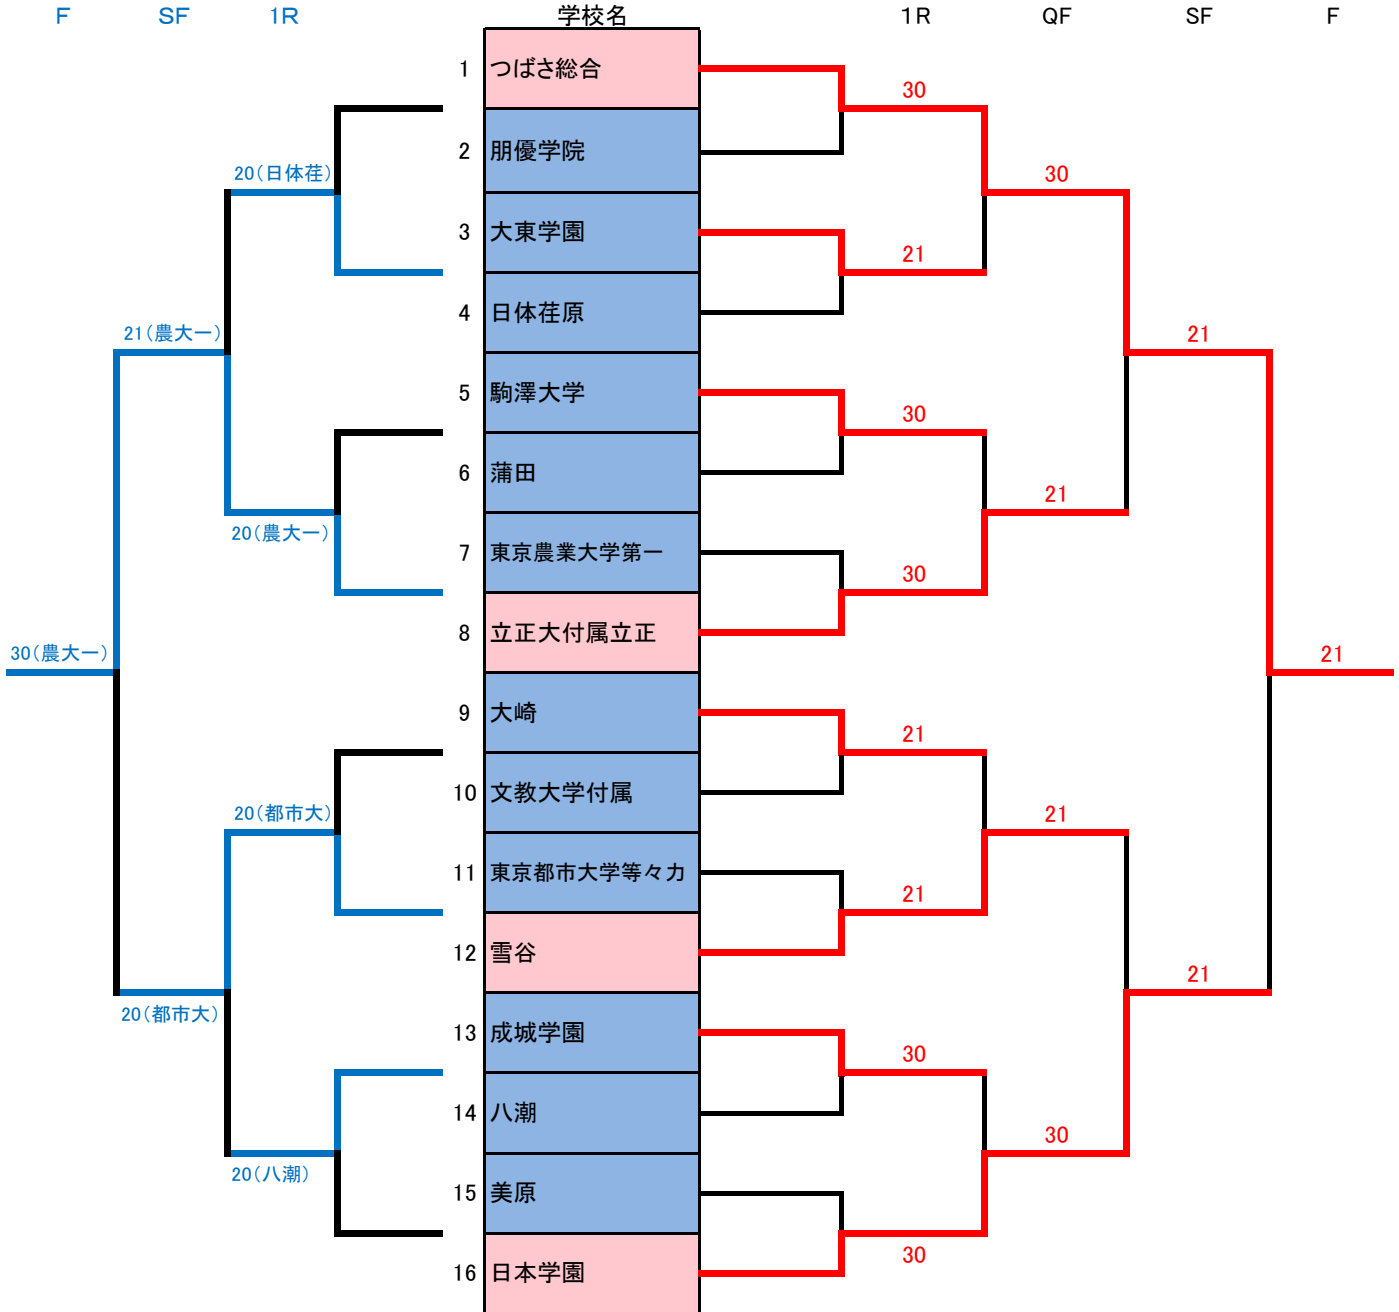 F SF 1R 学校名 1R QF SF F
1 つばさ総合
30
2 朋優学院
20(日体荏) 30
3 大東学園
21
4 日体荏原
21(農大一) 21
5 駒澤大学
30
6 蒲田
21
20(農大一)
7 東京農業大学第一
30
8 立正大付属立正
30(農大一) 21
9 大崎
21
10 文教大学付属
20(都市大) 21
11 東京都市大学等々力
21
12 雪谷
21
20(都市大)
13 成城学園
30
14 八潮
30
20(八潮)
15 美原
30
16 日本学園